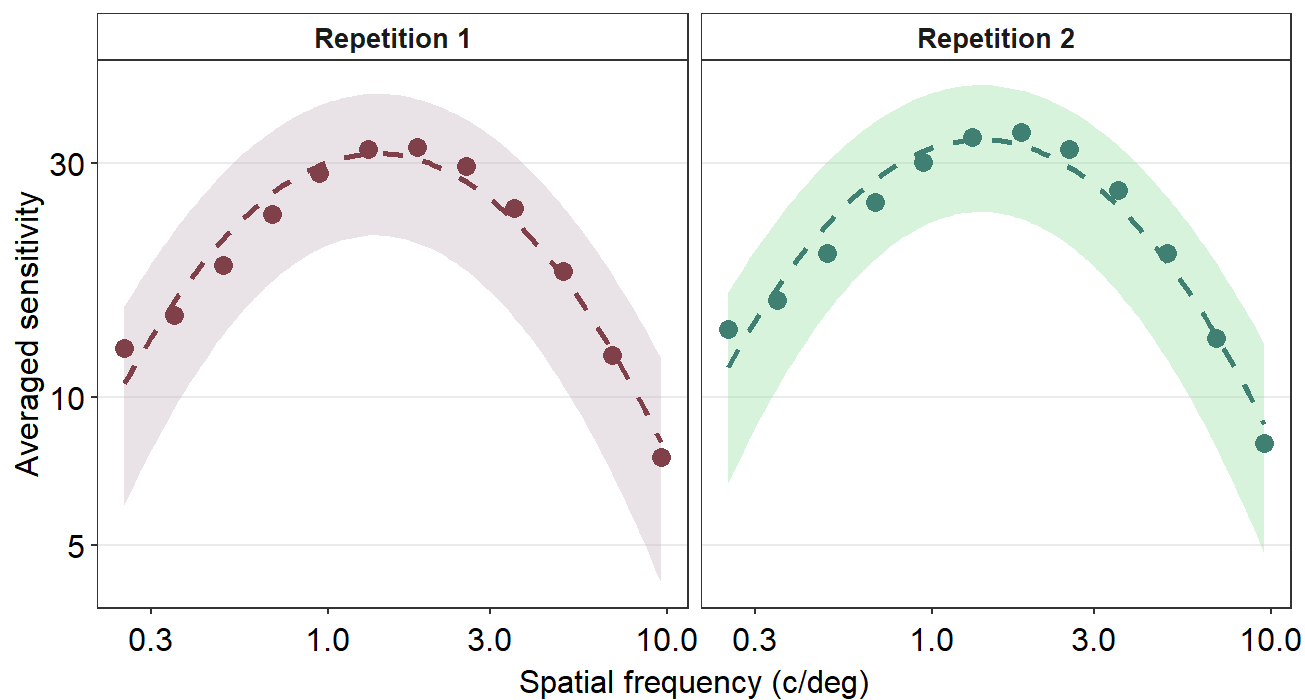 Repetition 1
Repetition 2
Averaged sensitivity
30
10
5
0.3
1.0
3.0
10.0
0.3
1.0
3.0
10.0
Spatial frequency (c/deg)